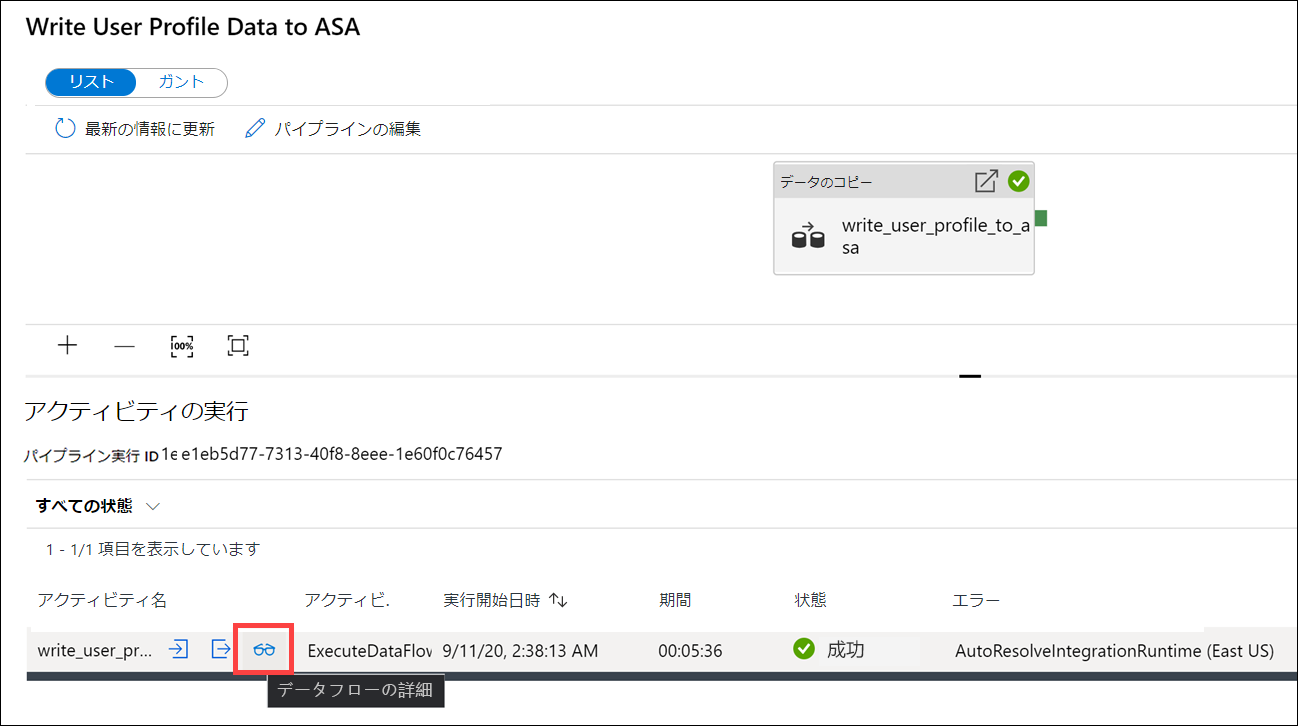 Write User Profile Data to ASA
リスト ガント
最新の情報に更新 パイプラインの編集
データのコピー
write_user_profile_to_a
sa
100%
アクティビティの実行
パイプライン実行 ID 1e e1eb5d77-7313-40f8-8eee-1e60f0c76457
すべての状態
1 - 1/1 項目を表示しています
アクティビティ名 アクティビ. 実行開始日時 期間 状態 エラー
write_user_pr... ExecuteDataFlow 9/11/20, 2:38:13 AM 00:05:36 成功 AutoResolveIntegrationRuntime (East US)
データフローの詳細